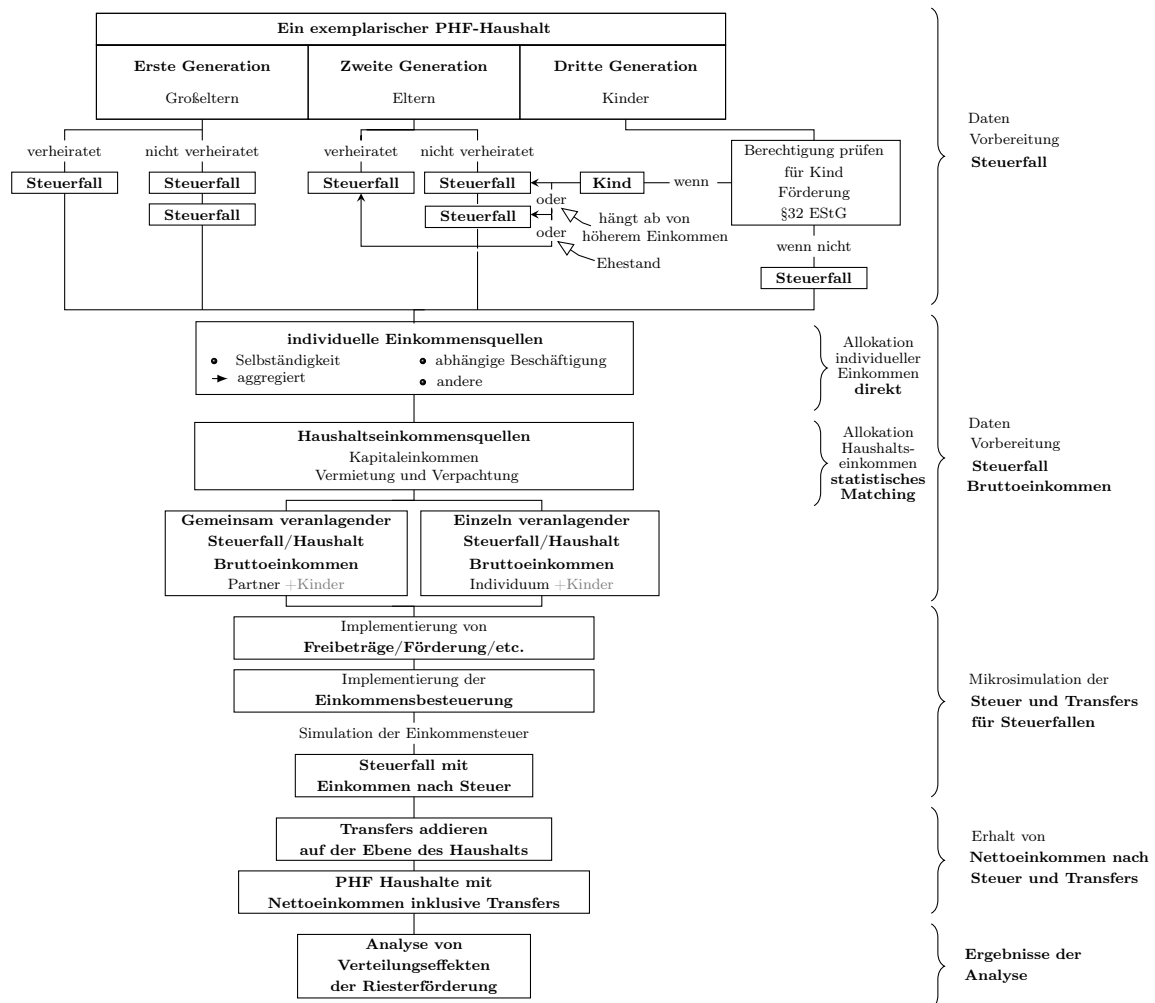 Ein exemplarischer PHF-Haushalt
Erste Generation
Großeltern
Zweite Generation
Eltern
Dritte Generation
Kinder
verheiratet
nicht verheiratet
verheiratet
nicht verheiratet
Steuerfall
Steuerfall
Steuerfall
Steuerfall
Steuerfall
Steuerfall
Kind
wenn
oder
oder
hängt ab von
höherem Einkommen
Ehestand
Berechtigung prüfen
für Kind
Förderung
§32 EStG
wenn nicht
Steuerfall
Daten
Vorbereitung
Steuerfall
individuelle Einkommensquellen
Selbständigkeit
abhängige Beschäftigung
aggregiert
andere
Allokation
individueller
Einkommen
direkt
Haushaltseinkommensquellen
Kapitaleinkommen
Vermietung und Verpachtung
Allokation
Haushalts-
einkommen
statistisches
Matching
Daten
Vorbereitung
Steuerfall
Bruttoeinkommen
Gemeinsam veranlagender
Steuerfall/Haushalt
Bruttoeinkommen
Partner +Kinder
Einzeln veranlagender
Steuerfall/Haushalt
Bruttoeinkommen
Individuum +Kinder
Implementierung von
Freibeträge/Förderung/etc.
Implementierung der
Einkommensbesteuerung
Simulation der Einkommensteuer
Steuerfall mit
Einkommen nach Steuer
Mikrosimulation der
Steuer und Transfers
für Steuerfallen
Transfers addieren
auf der Ebene des Haushalts
PHF Haushalte mit
Nettoeinkommen inklusive Transfers
Erhalt von
Nettoeinkommen nach
Steuer und Transfers
Analyse von
Verteilungseffekten
der Riesterförderung
Ergebnisse der
Analyse